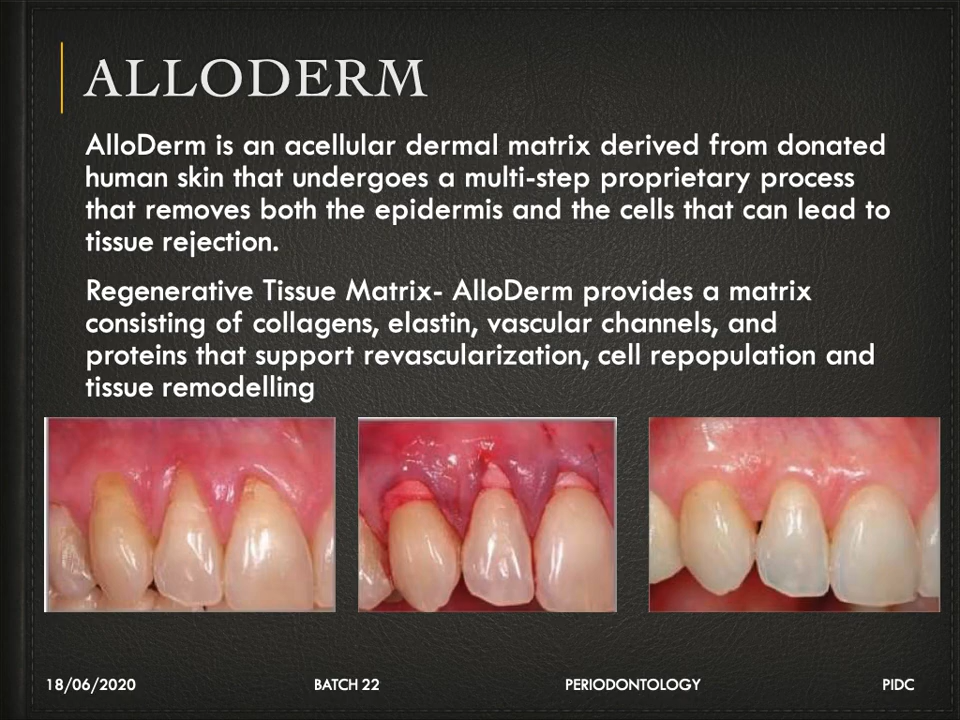 ALLODERM
AlloDerm is an acellular dermal matrix derived from donated
human skin that undergoes a multi-step proprietary process
that removes both the epidermis and the cells that can lead to
tissue rejection.
Regenerative Tissue Matrix- AlloDerm provides a matrix
consisting of collagens, elastin, vascular channels, and
proteins that support revascularization, cell repopulation and
tissue remodelling
18/06/2020 BATCH 22 PERIODONTOLOGY PIDC